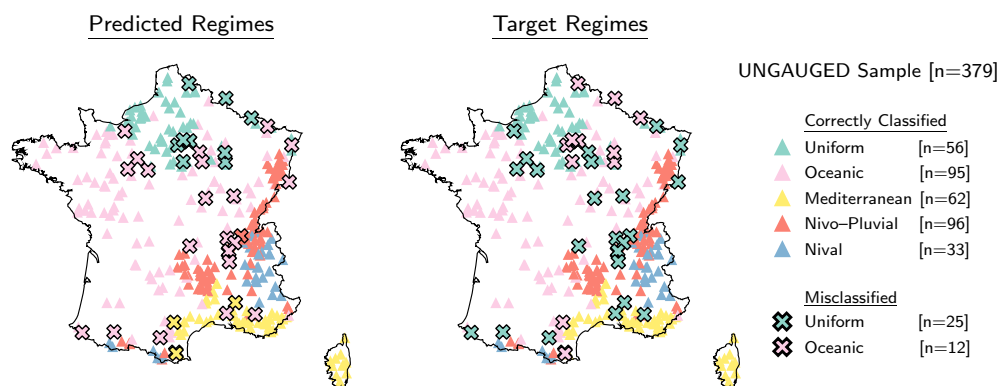 Predicted Regimes
Target Regimes
UNGAUGED Sample [n=379]
Correctly Classified
Uniform [n=56]
Oceanic [n=95]
Mediterranean [n=62]
Nivo–Pluvial [n=96]
Nival [n=33]
Misclassified
Uniform [n=25]
Oceanic [n=12]